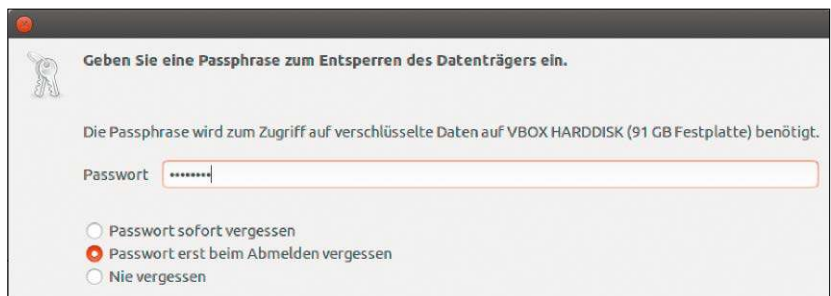 Geben Sie eine Passphrase zum Entsperren des Datenträgers ein.
Die Passphrase wird zum Zugriff auf verschlüsselte Daten auf VBOX HARDDISK (91 GB Festplatte) benötigt.
Passwort ••••••••
Passwort sofort vergessen
Passwort erst beim Abmelden vergessen
Nie vergessen